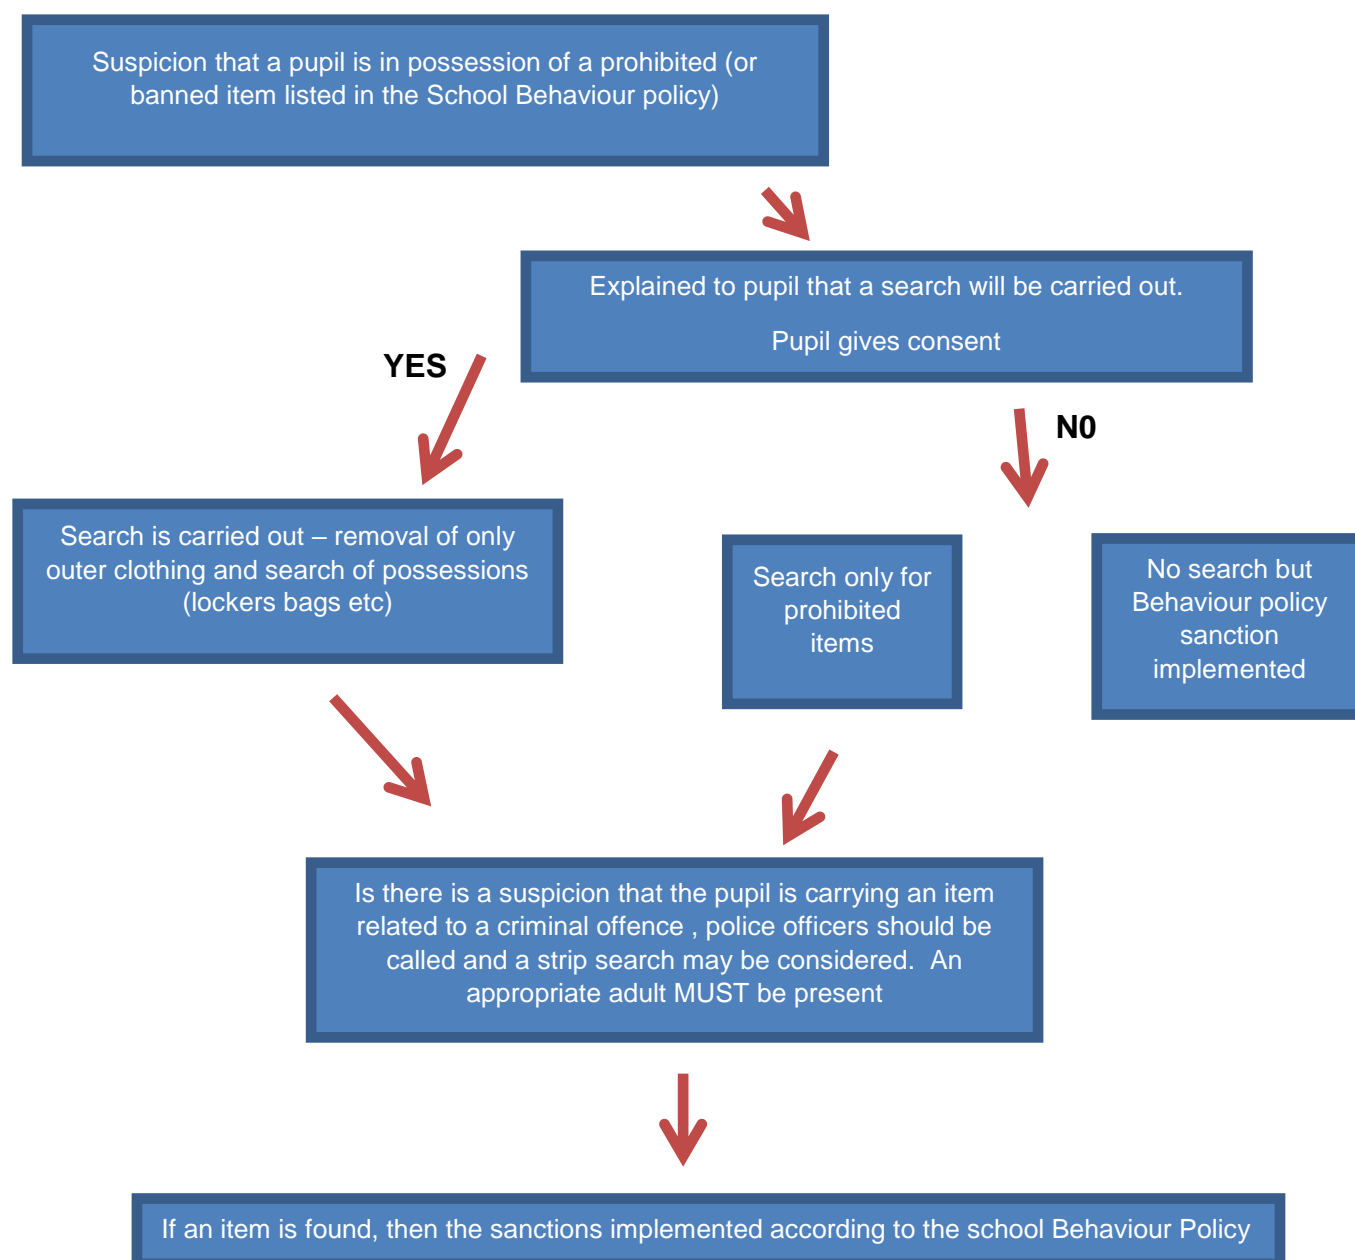 Suspicion that a pupil is in possession of a prohibited (or
banned item listed in the School Behaviour policy)
Explained to pupil that a search will be carried out.
Pupil gives consent
YES
N0
Search is carried out – removal of only
outer clothing and search of possessions
(lockers bags etc)
Search only for
prohibited
items
No search but
Behaviour policy
sanction
implemented
Is there is a suspicion that the pupil is carrying an item
related to a criminal offence , police officers should be
called and a strip search may be considered.  An
appropriate adult MUST be present
If an item is found, then the sanctions implemented according to the school Behaviour Policy